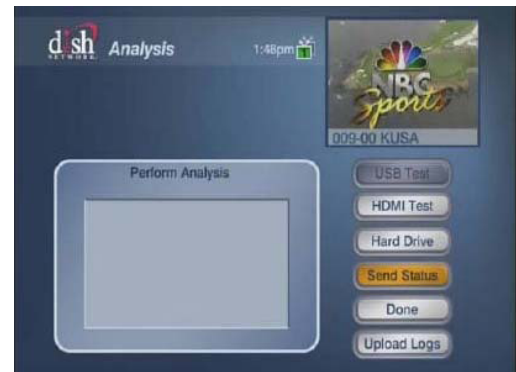 dish Analysis 1:48pm 1
NETWORK
NBC
Sports
009-00 KUSA
Perform Analysis
USB Test
HDMI Test
Hard Drive
Send Status
Done
Upload Logs